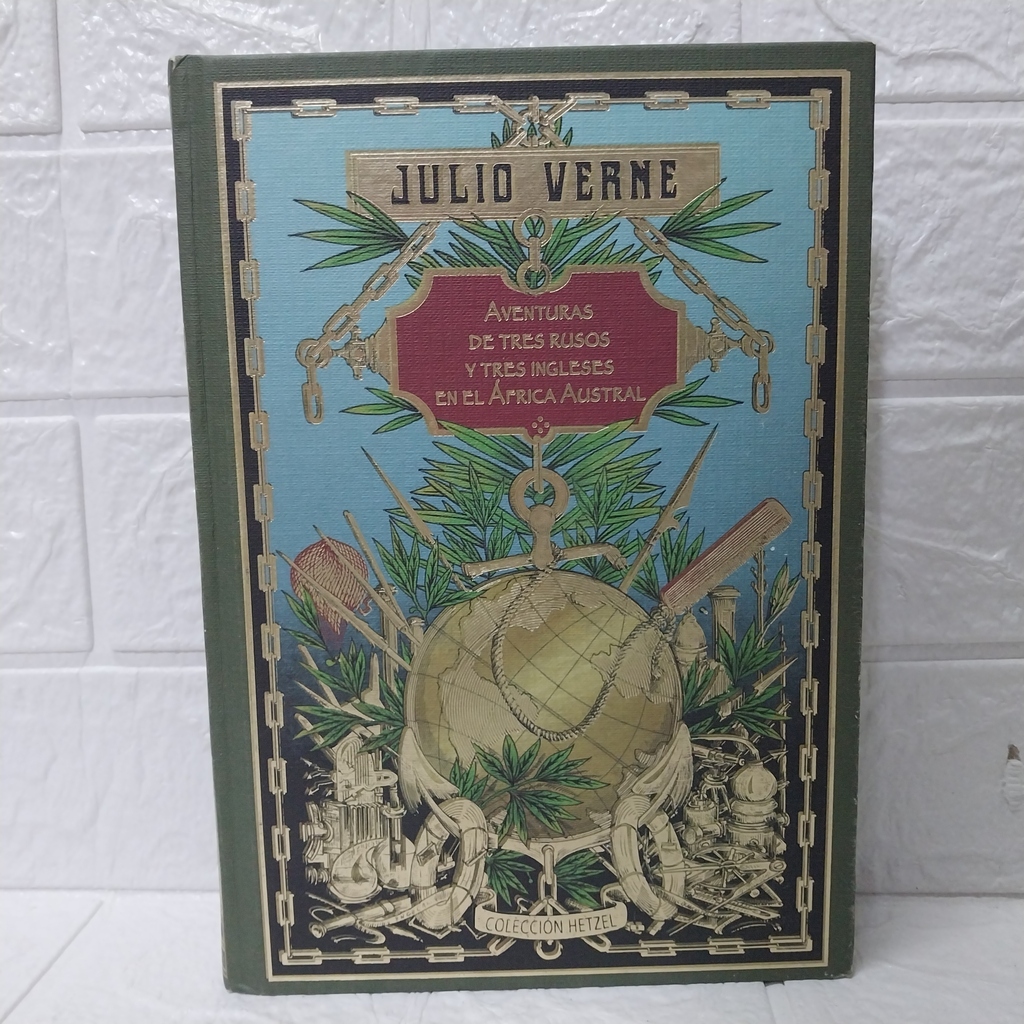 JULIO VERNE
AVENTURAS
DE TRES RUSOS
Y TRES INGLESES
EN EL ÁFRICA AUSTRAL
COLECCIÓN HETZEL